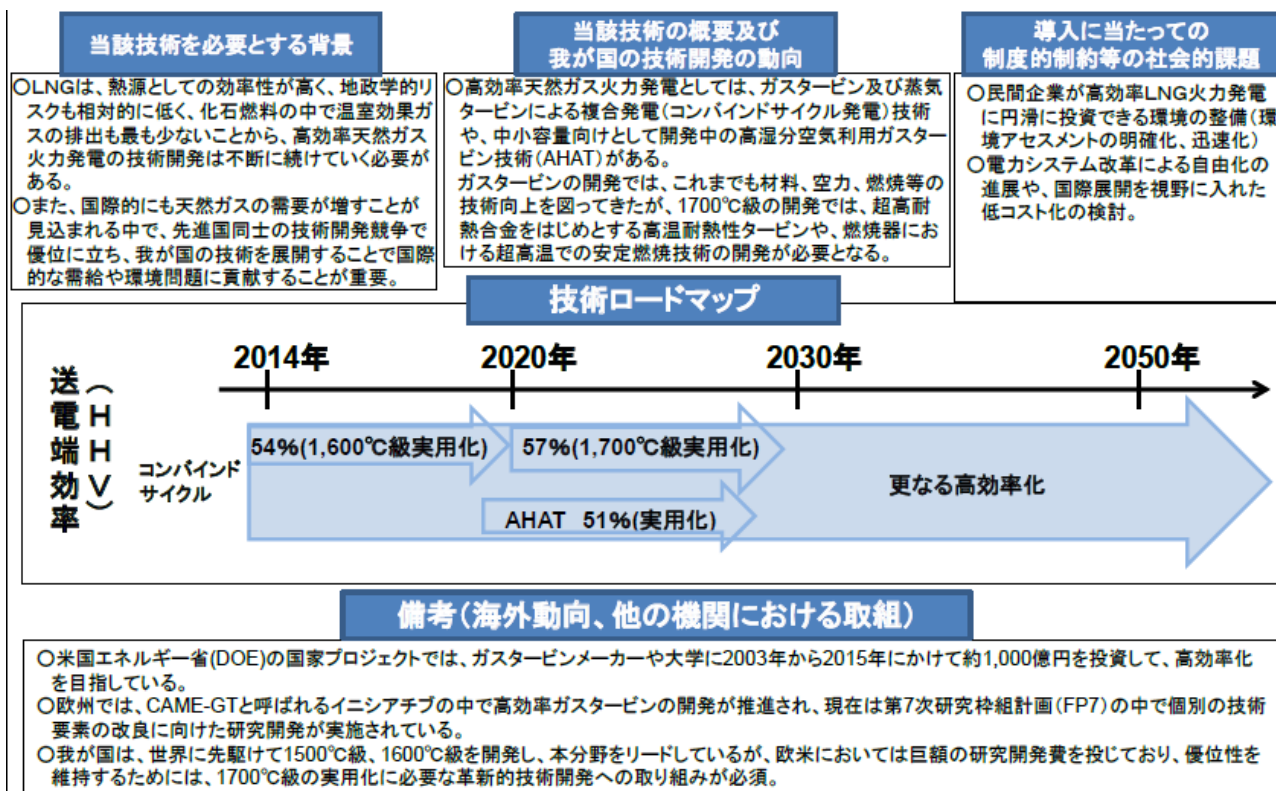 当該技術を必要とする背景
○LNGは、熱源としての効率性が高く、地政学的リ
スクも相対的に低く、化石燃料の中で温室効果ガ
スの排出も最も少ないことから、高効率天然ガス
火力発電の技術開発は不断に続けていく必要が
ある。
○また、国際的にも天然ガスの需要が増すことが
見込まれる中で、先進国同士の技術開発競争で
優位に立ち、我が国の技術を展開することで国際
的な需給や環境問題に貢献することが重要。
当該技術の概要及び
我が国の技術開発の動向
○高効率天然ガス火力発電としては、ガスタービン及び蒸気
タービンによる複合発電(コンバインドサイクル発電)技術
や、中小容量向けとして開発中の高湿分空気利用ガスター
ビン技術(AHAT)がある。
ガスタービンの開発では、これまでも材料、空力、燃焼等の
技術向上を図ってきたが、1700℃級の開発では、超高耐
熱合金をはじめとする高温耐熱性タービンや、燃焼器にお
ける超高温での安定燃焼技術の開発が必要となる。
導入に当たっての
制度的制約等の社会的課題
○民間企業が高効率LNG火力発電
に円滑に投資できる環境の整備(環
境アセスメントの明確化、迅速化)
○電力システム改革による自由化の
進展や、国際展開を視野に入れた
低コスト化の検討。
技術ロードマップ
2014年 2020年 2030年 2050年
送電端効率
(HHV)
コンバインド
サイクル
54%(1,600℃級実用化)
57%(1,700℃級実用化)
AHAT 51%(実用化)
更なる高効率化
備考(海外動向、他の機関における取組)
○米国エネルギー省(DOE)の国家プロジェクトでは、ガスタービンメーカーや大学に2003年から2015年にかけて約1,000億円を投資して、高効率化
を目指している。
○欧州では、CAME-GTと呼ばれるイニシアチブの中で高効率ガスタービンの開発が推進され、現在は第7次研究枠組計画(FP7)の中で個別の技術
要素の改良に向けた研究開発が実施されている。
○我が国は、世界に先駆けて1500℃級、1600℃級を開発し、本分野をリードしているが、欧米においては巨額の研究開発費を投じており、優位性を
維持するためには、1700℃級の実用化に必要な革新的技術開発への取り組みが必須。